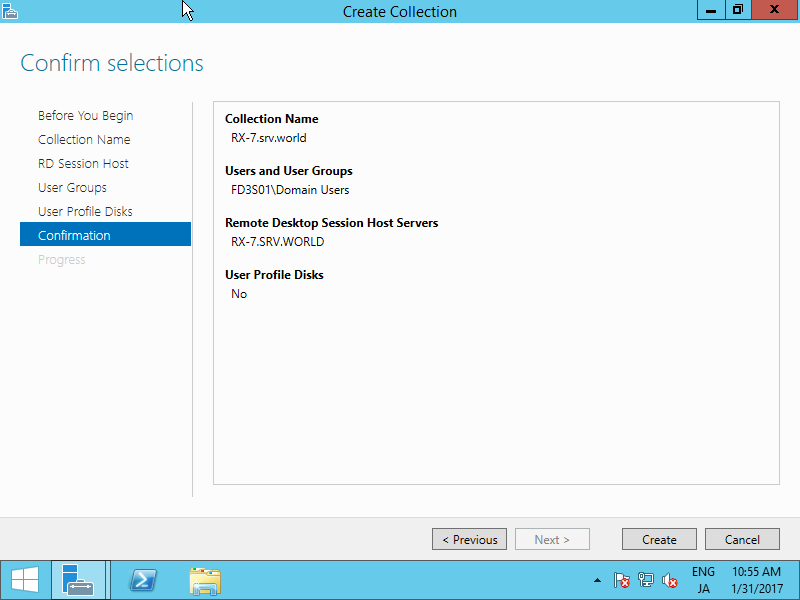 Create Collection
Confirm selections
Before You Begin
Collection Name
RD Session Host
User Groups
User Profile Disks
Confirmation
Progress
Collection Name
RX-7.srv.world
Users and User Groups
FD3S01\Domain Users
Remote Desktop Session Host Servers
RX-7.SRV.WORLD
User Profile Disks
No
< Previous
Next >
Create
Cancel
ENG
JA
10:55 AM
1/31/2017